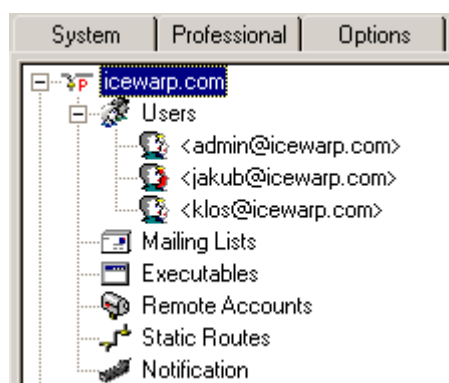 System Professional Options
icewarp.com
Users
<admin@icewarp.com>
<jakub@icewarp.com>
<klos@icewarp.com>
Mailing Lists
Executables
Remote Accounts
Static Routes
Notification